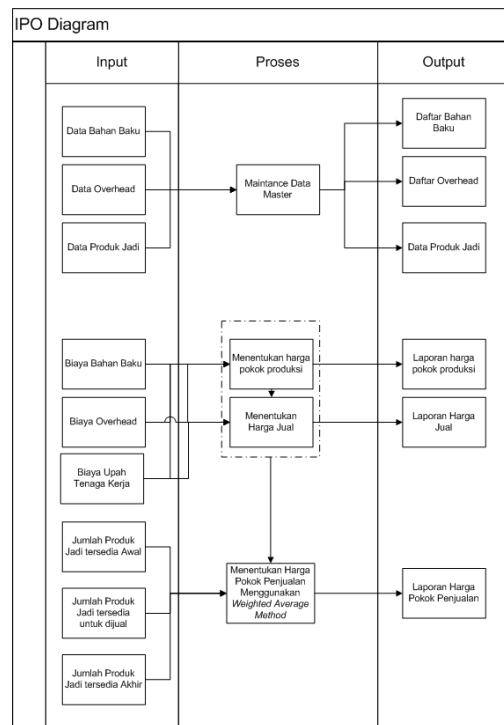 IPO Diagram
Input
Proses
Output
Data Bahan Baku
Data Overhead
Data Produk Jadi
Maintance Data
Master
Daftar Bahan
Baku
Daftar Overhead
Data Produk Jadi
Biaya Bahan Baku
Biaya Overhead
Biaya Upah
Tenaga Kerja
Menentukan harga
pokok produksi
Menentukan
Harga Jual
Laporan harga
pokok produksi
Laporan Harga
Jual
Jumlah Produk
Jadi tersedia Awal
Jumlah Produk
Jadi tersedia
untuk dijual
Jumlah Produk
Jadi tersedia Akhir
Menentukan Harga
Pokok Penjualan
Menggunakan
Weighted Average
Method
Laporan Harga
Pokok Penjualan